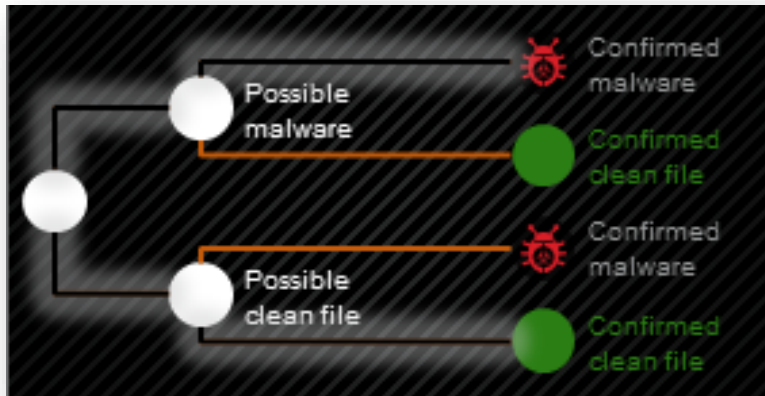 Confirmed
malware
Possible
malware
Confirmed
clean file
Confirmed
malware
Possible
clean file
Confirmed
clean file